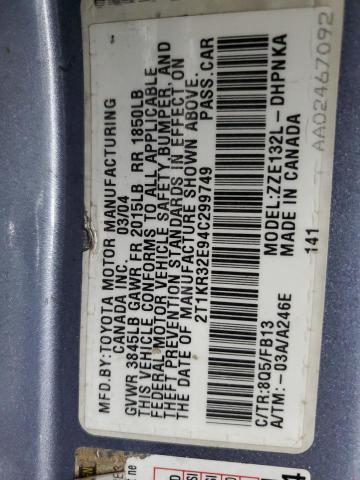 MFD.BY:TOYOTA MOTOR MANUFACTURING
CANADA INC. 03/04
GVWR 3845LB GAWR FR 2015LB RR 1850LB
THIS VEHICLE CONFORMS TO ALL APPLICABLE
FEDERAL MOTOR VEHICLE SAFETY,BUMPER, AND
THEFT PREVENTION STANDARDS IN EFFECT ON
THE DATE OF MANUFACTURE SHOWN ABOVE.
2T1KR32E94C299749 PASS.CAR
C/TR:8Q5/FB13 MODEL:ZZE132L-DHPNKA
A/TM:-03A/A246E 141 MADE IN CANADA
AA02467092